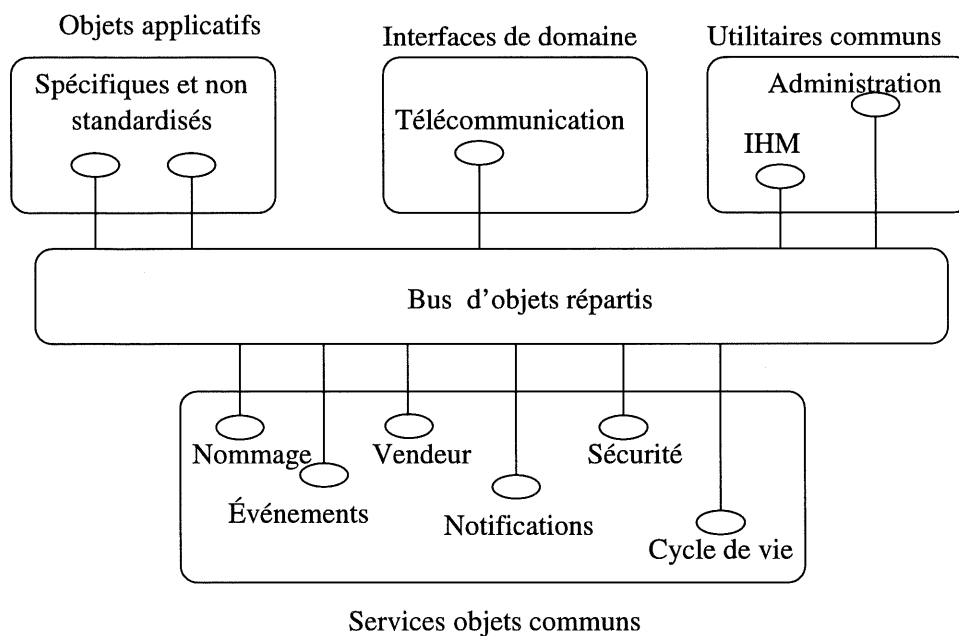 Objets applicatifs
Interfaces de domaine
Utilitaires communs
Spécifiques et non
standardisés
Télécommunication
Administration
IHM
Bus d'objets répartis
Nommage
Vendeur
Sécurité
Événements
Notifications
Cycle de vie
Services objets communs